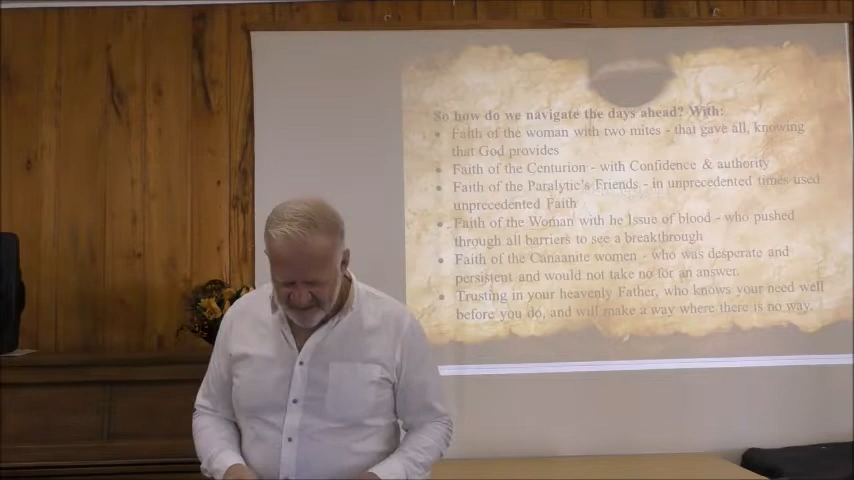 So how do we navigate the days ahead? With:
• Faith of the woman with two mites - that gave all, knowing
that God provides
• Faith of the Centurion - with Confidence & authority
• Faith of the Paralytic's Friends - in unprecedented times used
unprecedented Faith
• Faith of the Woman with he Issue of blood - who pushed
through all barriers to see a breakthrough
• Faith of the Canaanite women - who was desperate and
persistent and would not take no for an answer.
• Trusting in your heavenly Father, who knows your need well
before you do, and will make a way where there is no way.